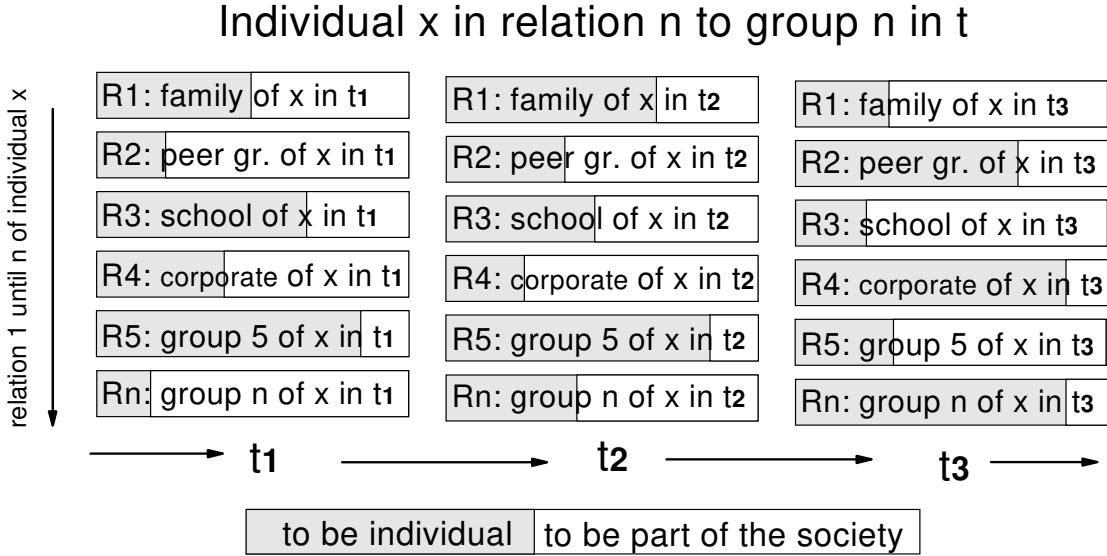 Individual x in relation n to group n in t
relation 1 until n of individual x
R1: family of x in t1
R2: peer gr. of x in t1
R3: school of x in t1
R4: corporate of x in t1
R5: group 5 of x in t1
Rn: group n of x in t1
R1: family of x in t2
R2: peer gr. of x in t2
R3: school of x in t2
R4: corporate of x in t2
R5: group 5 of x in t2
Rn: group n of x in t2
R1: family of x in t3
R2: peer gr. of x in t3
R3: school of x in t3
R4: corporate of x in t3
R5: group 5 of x in t3
Rn: group n of x in t3
t1
t2
t3
to be individual to be part of the society